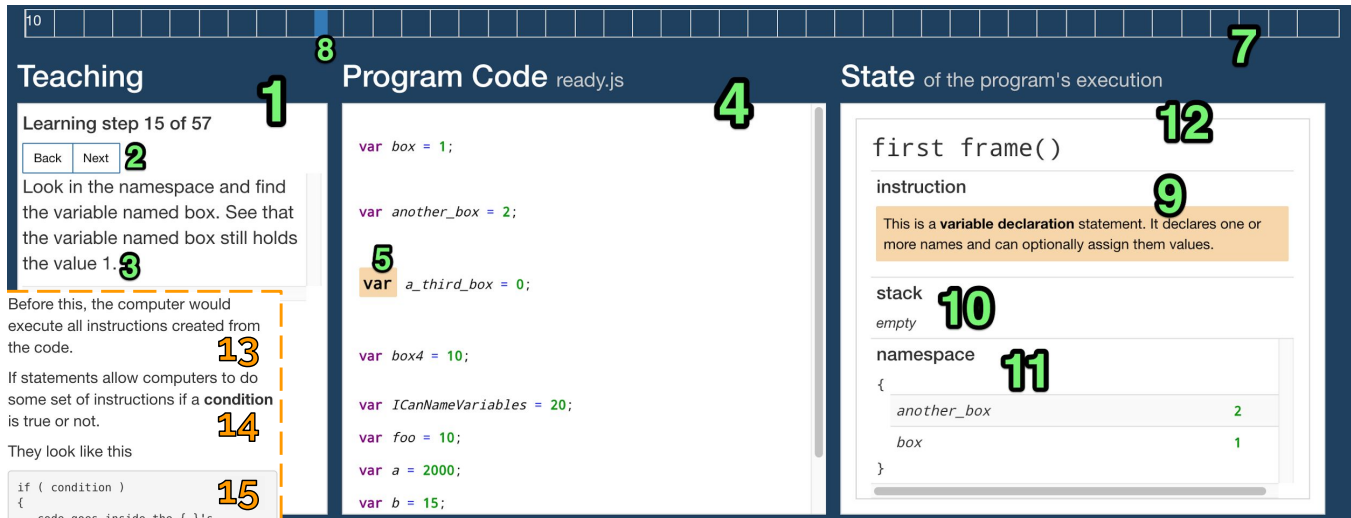 10
8
7
Teaching
1
Learning step 15 of 57
Back Next 2
Look in the namespace and find
the variable named box. See that
the variable named box still holds
the value 1. 3
Before this, the computer would
execute all instructions created from
the code.
13
If statements allow computers to do
some set of instructions if a condition
is true or not.
14
They look like this
if ( condition )
{
15
code goes inside the { }'s
Program Code ready.js
4
var box = 1;
var another_box = 2;
5
var a_third_box = 0;
var box4 = 10;
var ICanNameVariables = 20;
var foo = 10;
var a = 2000;
var b = 15;
State of the program's execution
12
first frame()
instruction
9
This is a variable declaration statement. It declares one or
more names and can optionally assign them values.
stack
10
empty
namespace
11
{
another_box 2
box 1
}